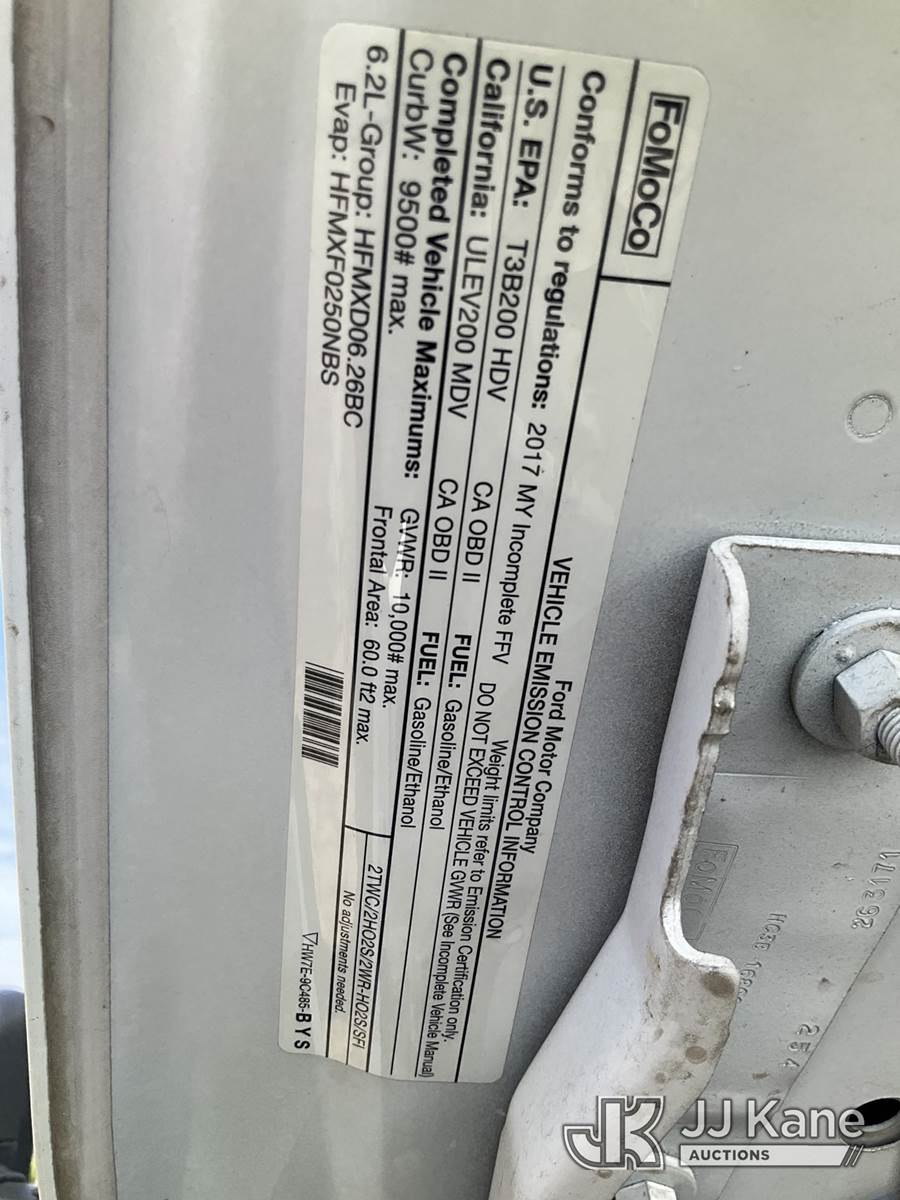 FoMoCo
Ford Motor Company
VEHICLE EMISSION CONTROL INFORMATION
Conforms to regulations: 2017 MY Incomplete FFV
Weight limits refer to Emission Certification only.
DO NOT EXCEED VEHICLE GVWR (See Incomplete Vehicle Manual)
U.S. EPA: T3B200 HDV CA OBD II FUEL: Gasoline/Ethanol
California: ULEV200 MDV CA OBD II FUEL: Gasoline/Ethanol
Completed Vehicle Maximums: GVWR: 10,000# max.
CurbW: 9500# max. Frontal Area: 60.0 ft2 max.
6.2L-Group: HFMXD06.26BC 2TWC/2HO2S/2WR-HO2S/SFI
Evap: HFMXF0250NBS No adjustments needed.
HW7E-9C485-B Y S
FoMoCo
254
JK JJ Kane
AUCTIONS